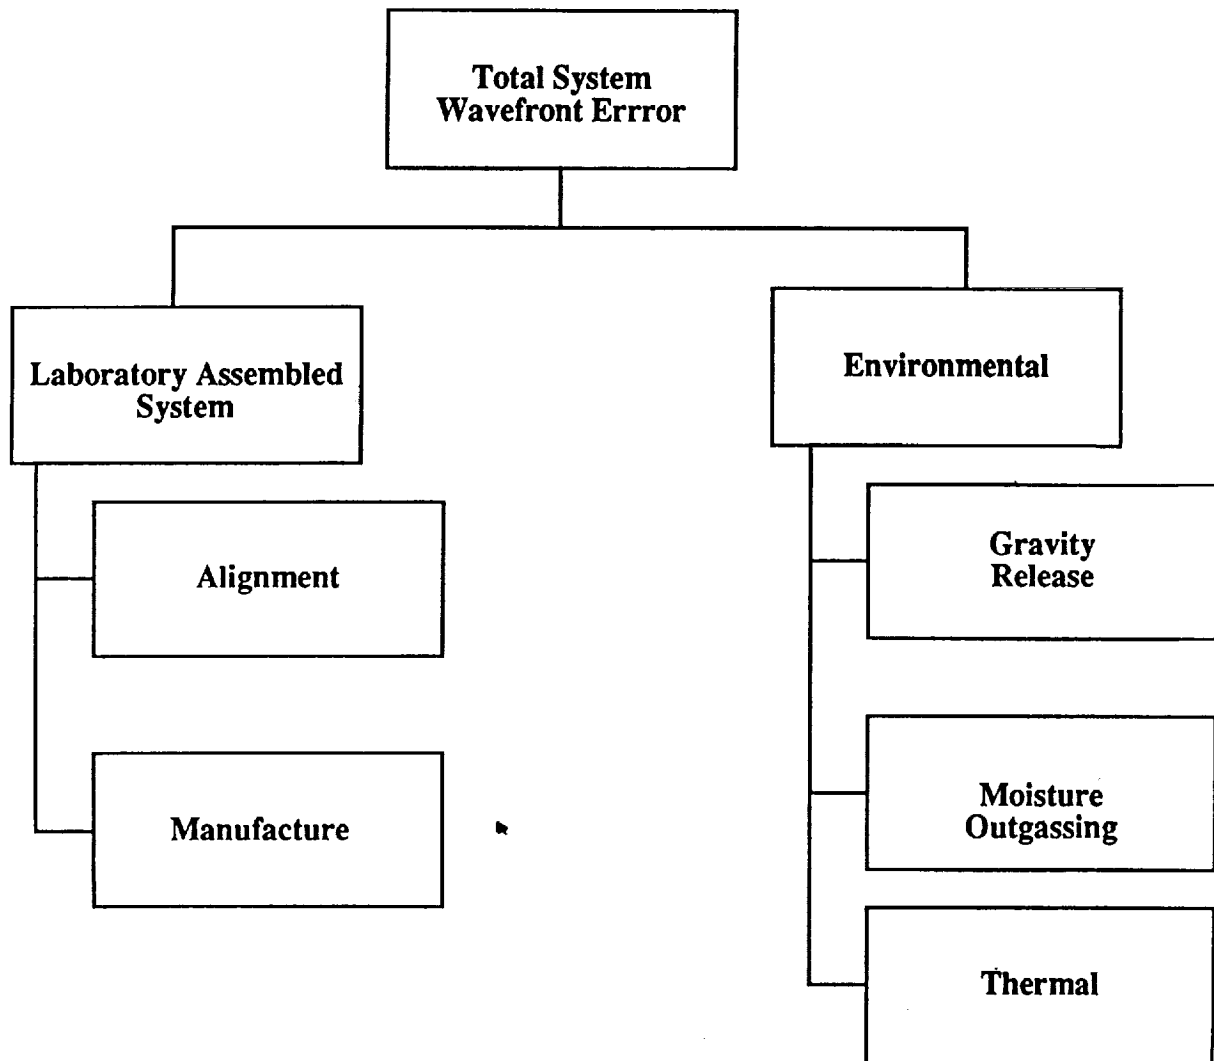 Total System
Wavefront Errror
Laboratory Assembled
System
Environmental
Alignment
Gravity
Release
Manufacture
Moisture
Outgassing
Thermal